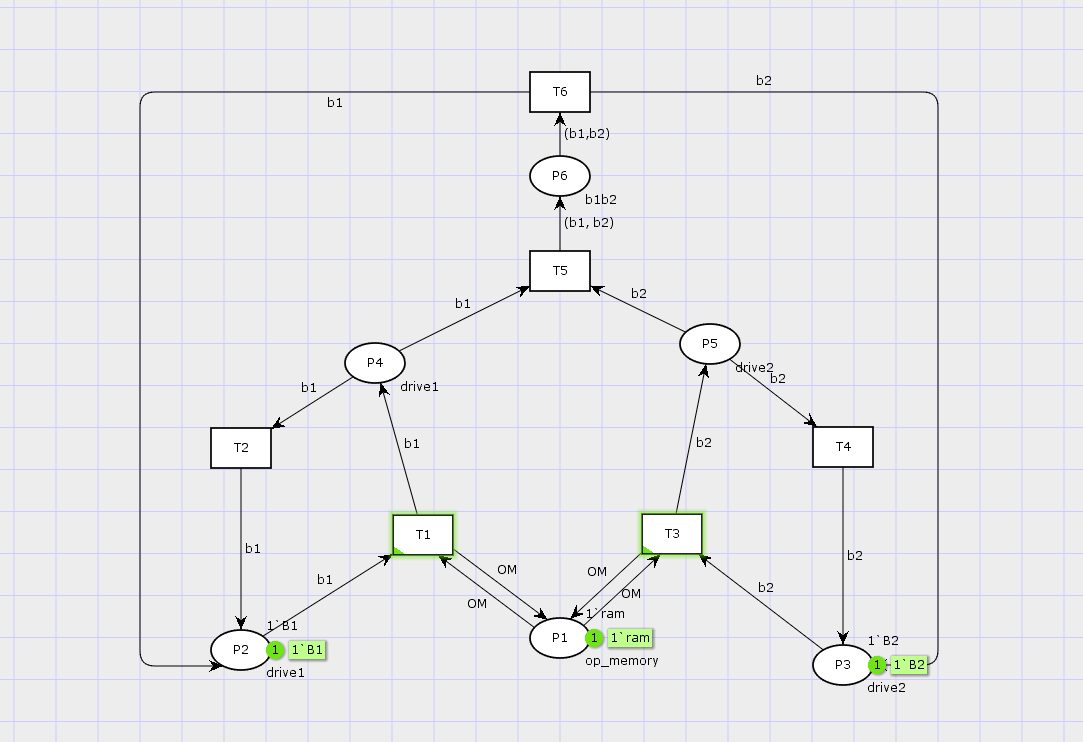 b2
T6
b1
(b1,b2)
P6
b1b2
(b1, b2)
T5
b1
b2
P5
P4
drive2
b2
drive1
b1
b1
b2
T2
T4
T1
T3
b1
b2
OM
OM
b1
b2
OM
OM
1`ram
1`B1
P1
1
1`ram
1`B2
P2
1
1`B1
op_memory
P3
1
1`B2
drive1
drive2